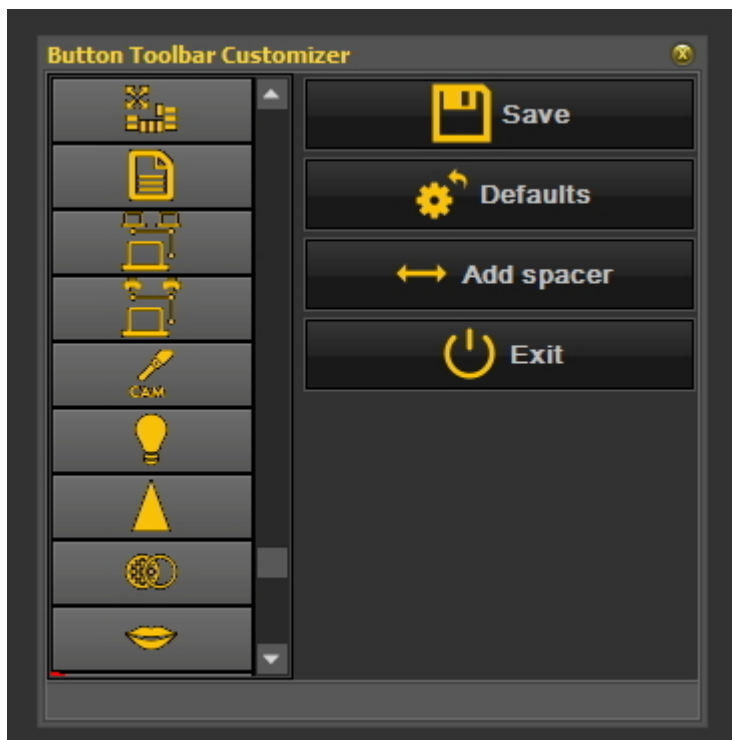 Button Toolbar Customizer
Save
Defaults
Add spacer
CAM
Exit